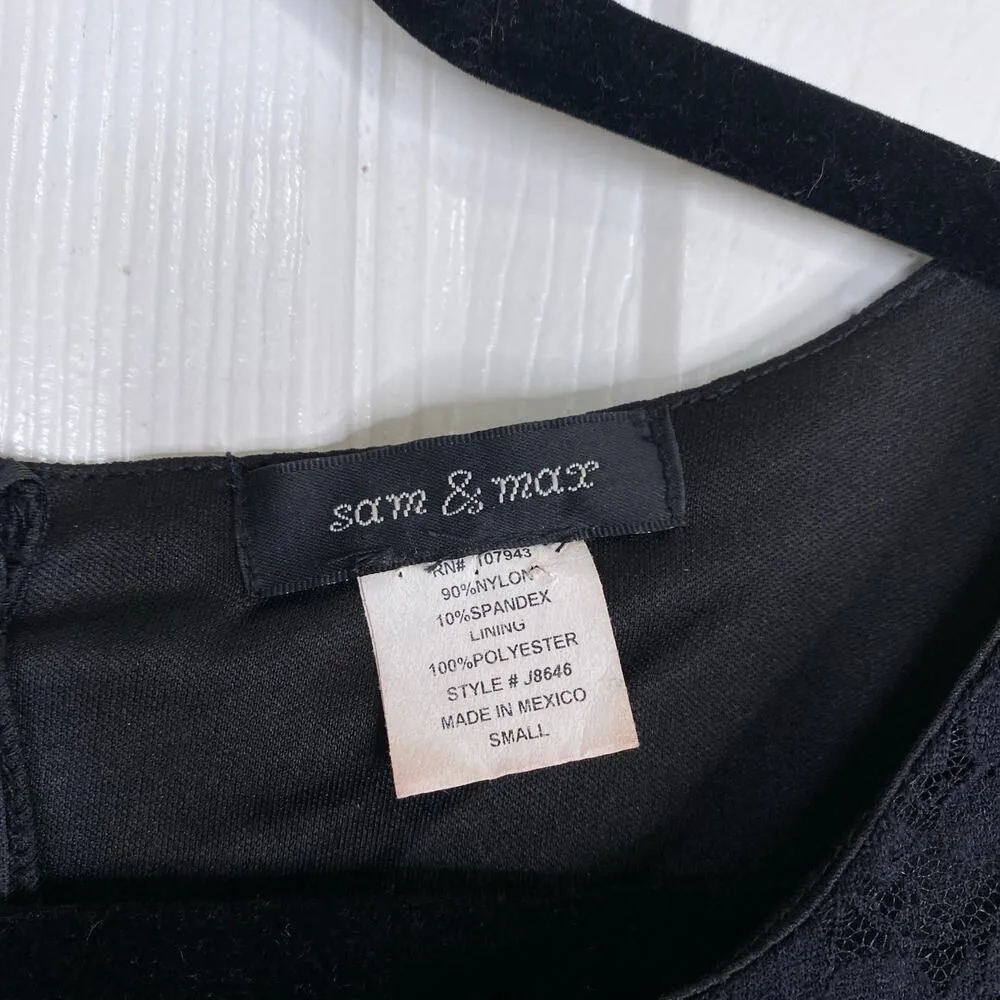 sam & max
RN# 107943
90%NYLON
10%SPANDEX
LINING
100%POLYESTER
STYLE # J8646
MADE IN MEXICO
SMALL